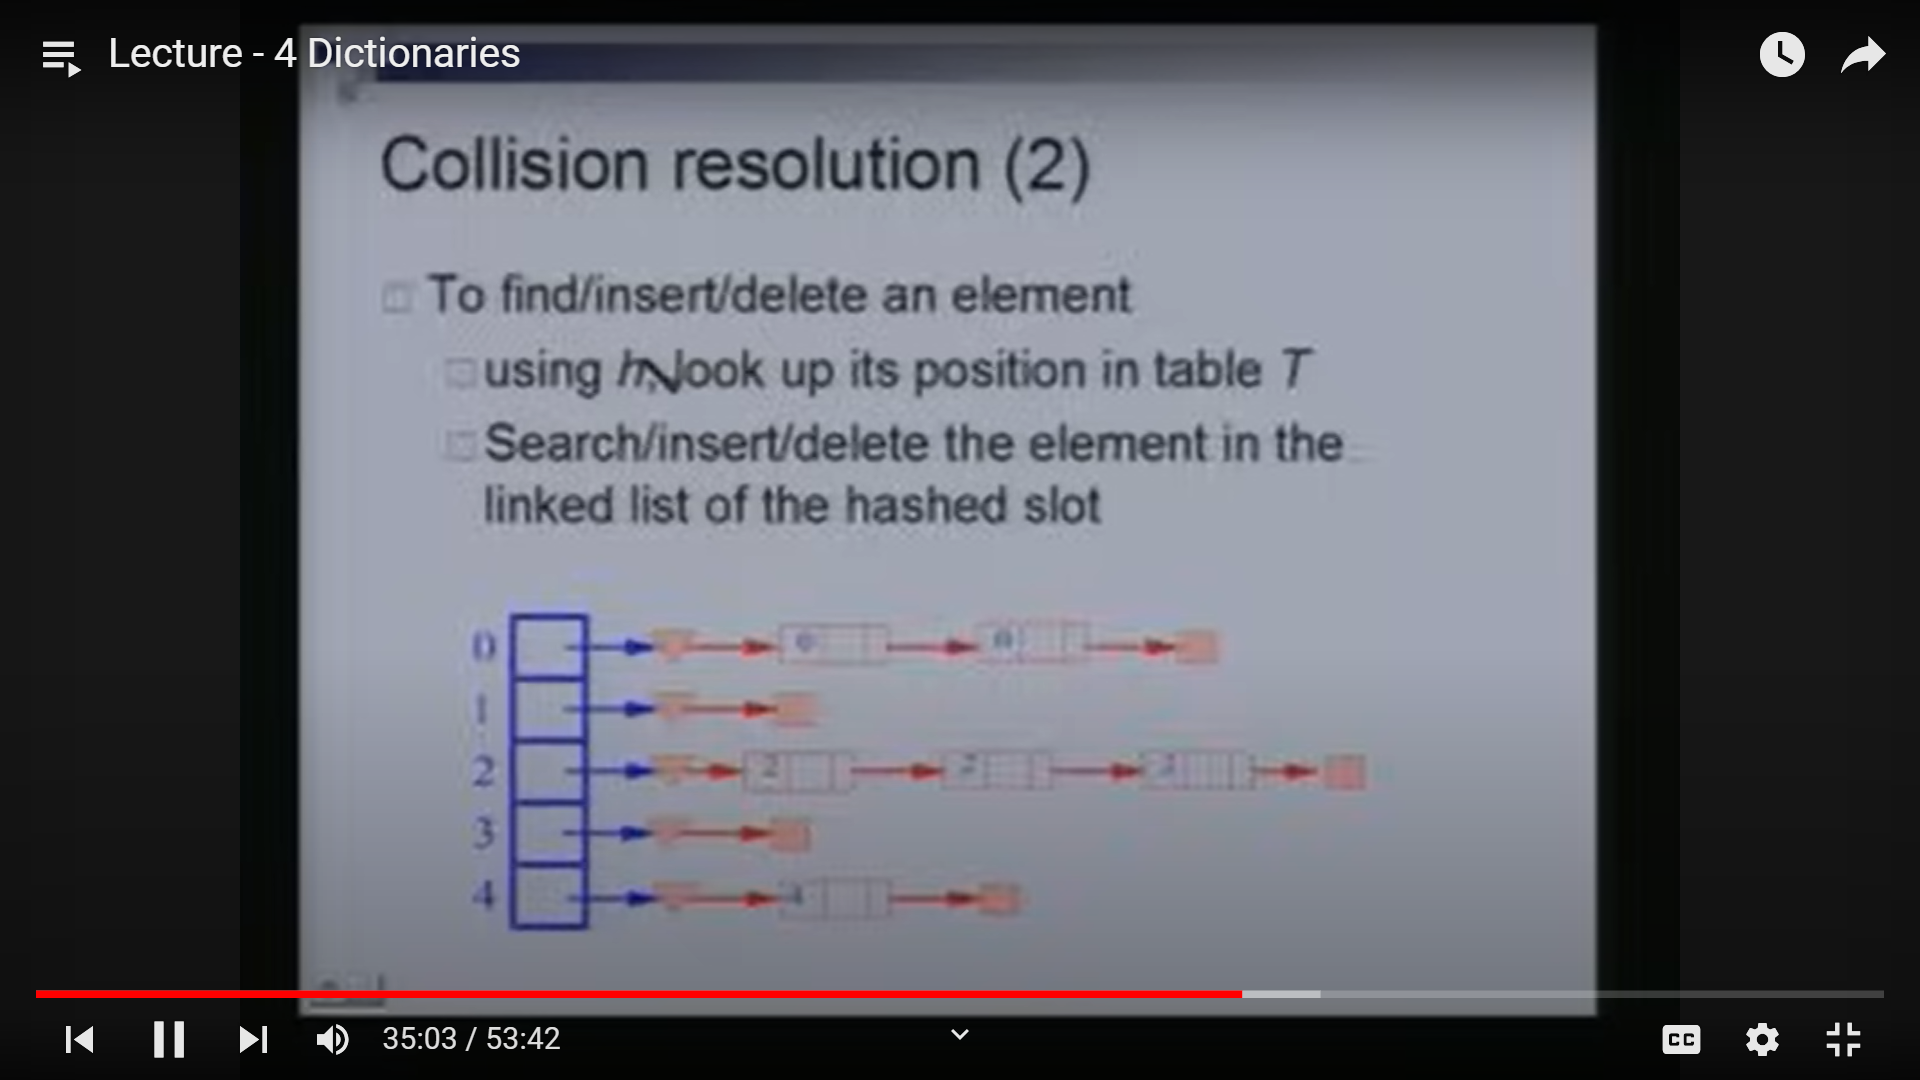 Lecture - 4 Dictionaries
Collision resolution (2)
To find/insert/delete an element
using h, look up its position in table T
Search/insert/delete the element in the
linked list of the hashed slot
0
1
2 2
3
4
35:03 / 53:42
CC